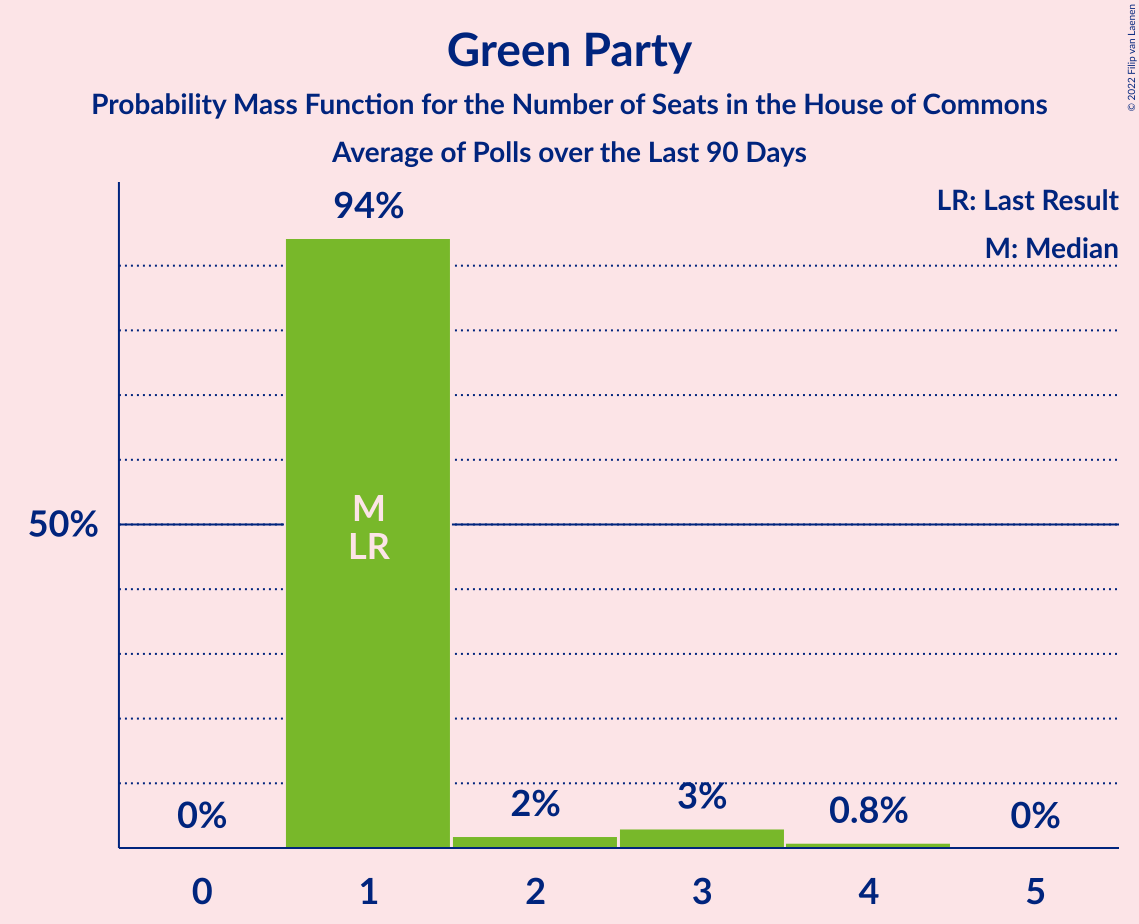 Green Party
Probability Mass Function for the Number of Seats in the House of Commons
Average of Polls over the Last 90 Days
© 2022 Filip van Laenen
LR: Last Result
M: Median
94%
50%
M
LR
0%
2%
3%
0.8%
0%
0 1 2 3 4 5